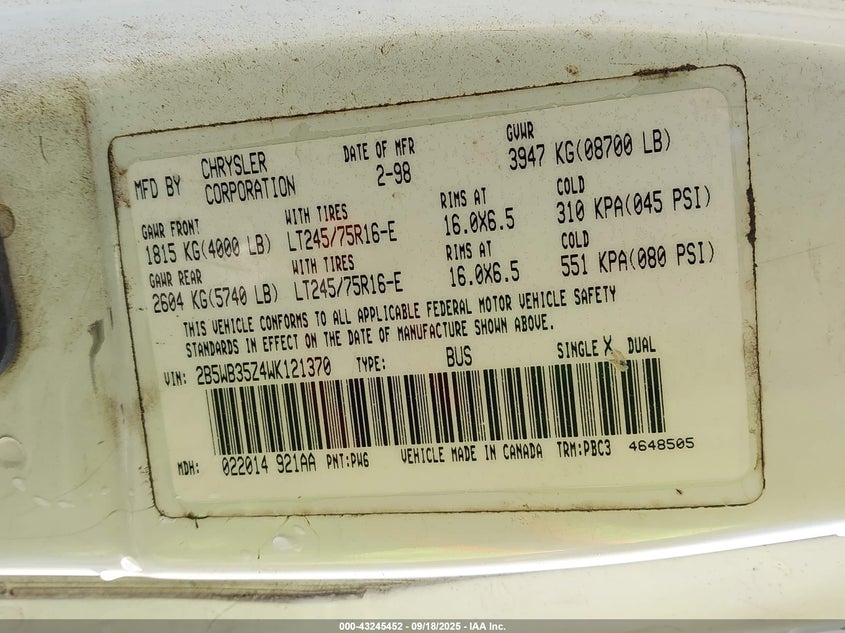 MFD BY CHRYSLER CORPORATION DATE OF MFR 2-98 GVWR 3947 KG(08700 LB)
GAWR FRONT WITH TIRES RIMS AT COLD
1815 KG(4000 LB) LT245/75R16-E 16.0X6.5 310 KPA(045 PSI)
GAWR REAR WITH TIRES RIMS AT COLD
2604 KG(5740 LB) LT245/75R16-E 16.0X6.5 551 KPA(080 PSI)
THIS VEHICLE CONFORMS TO ALL APPLICABLE FEDERAL MOTOR VEHICLE SAFETY
STANDARDS IN EFFECT ON THE DATE OF MANUFACTURE SHOWN ABOVE.
VIN: 2B5WB35Z4WK121370 TYPE: BUS SINGLE X DUAL
MDH: 022014 921AA PNT:PW6 VEHICLE MADE IN CANADA TRM:PBC3 4648505
000-43245452 - 09/18/2025 - IAA Inc.